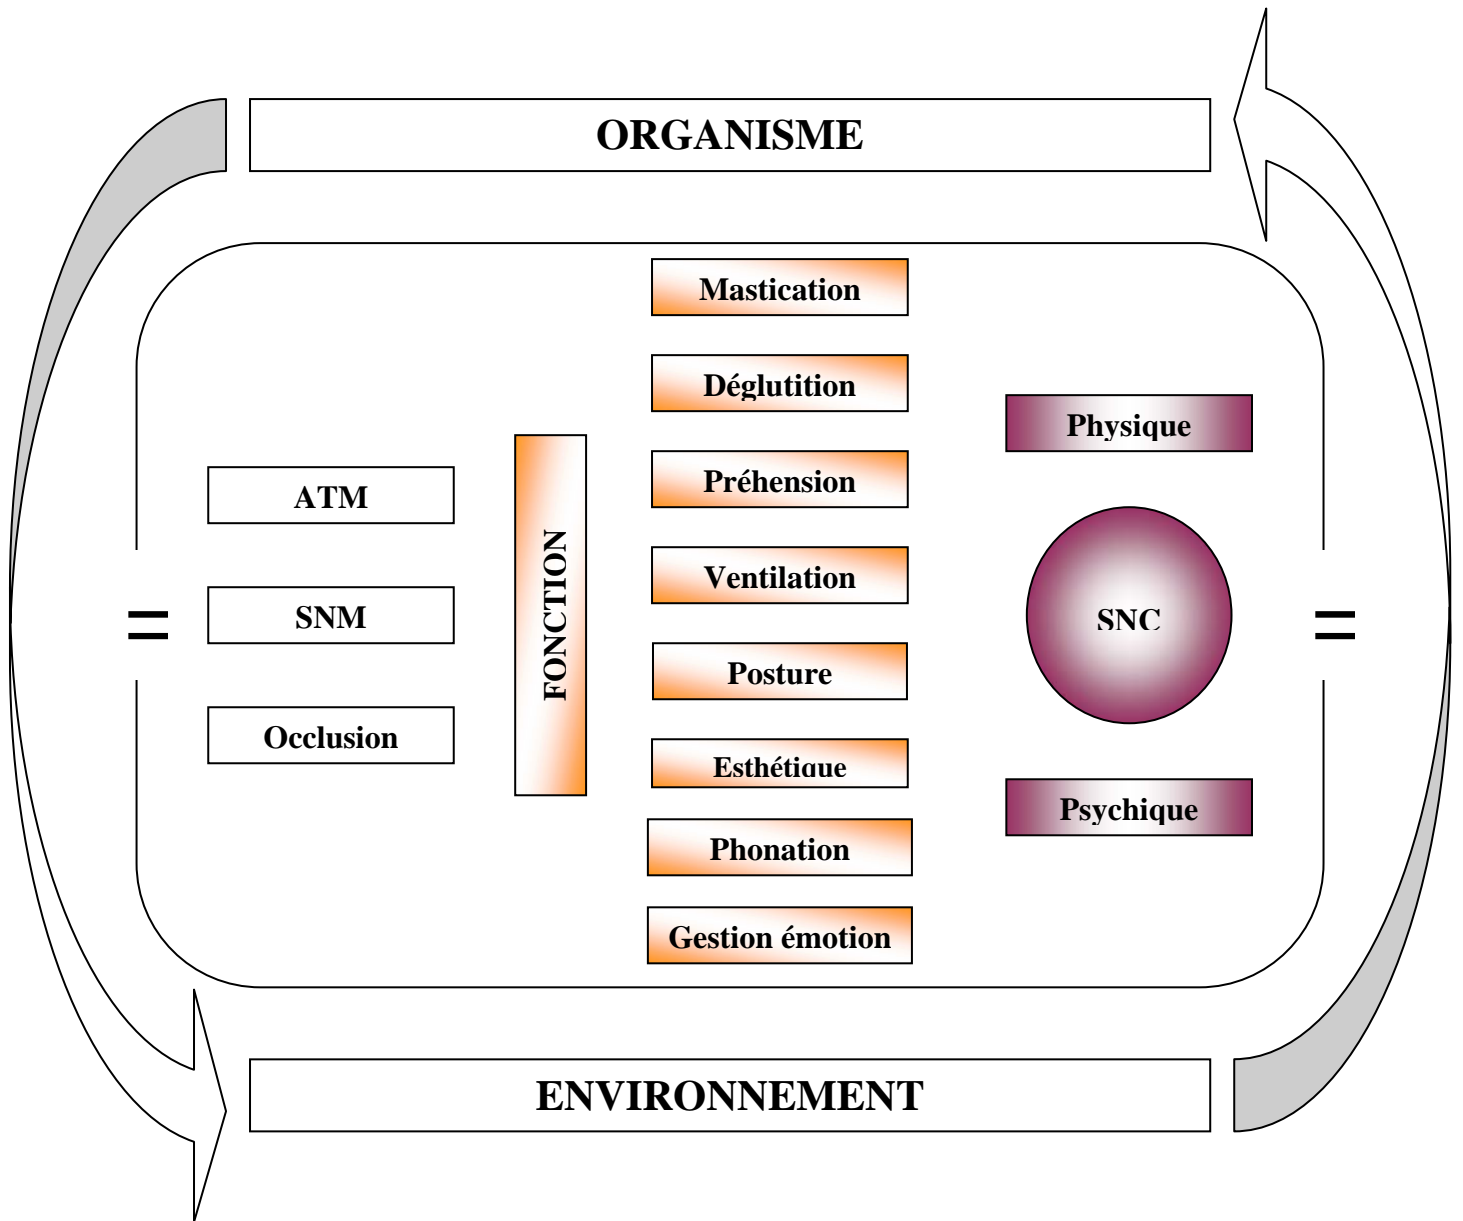 ORGANISME
Mastication
Déglutition
Préhension
Ventilation
Posture
Esthétique
Phonation
Gestion émotion
FONCTION
ATM
SNM
Occlusion
Physique
SNC
Psychique
=
=
ENVIRONNEMENT